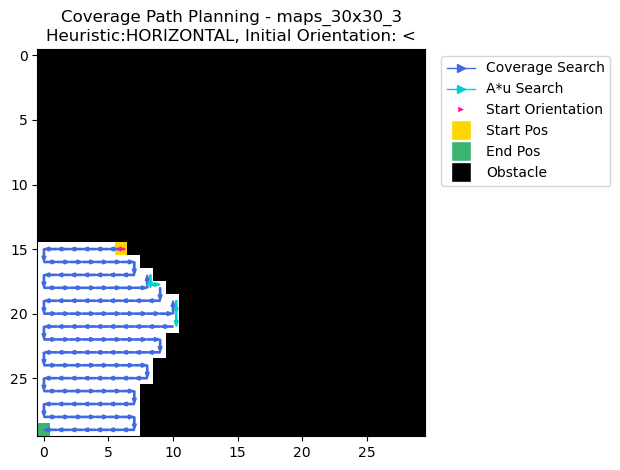 Coverage Path Planning - maps_30x30_3
Heuristic:HORIZONTAL, Initial Orientation: <
Coverage Search
A*u Search
Start Orientation
Start Pos
End Pos
Obstacle
0
5
10
15
20
25
0
5
10
15
20
25